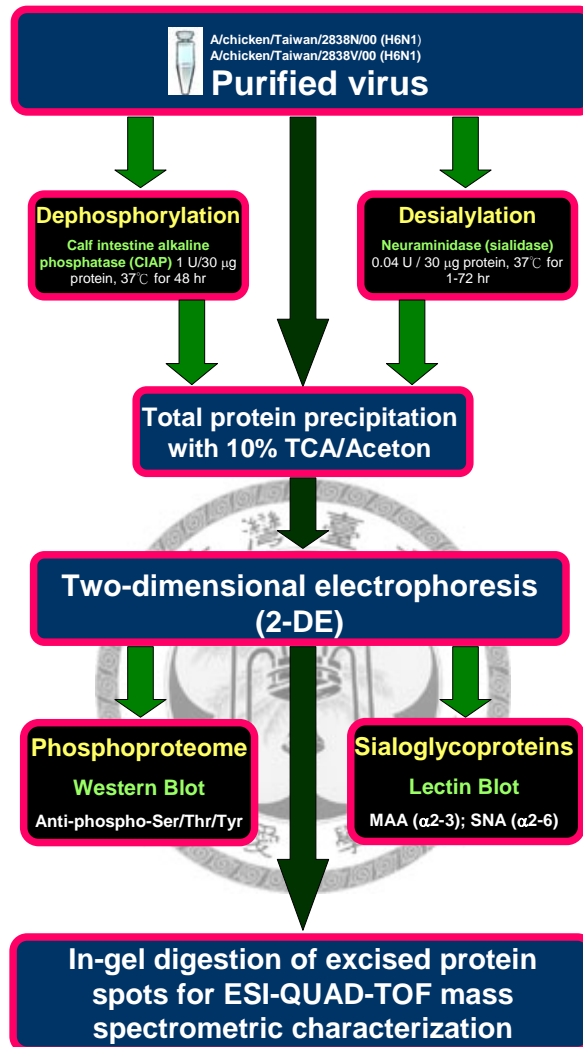 A/chicken/Taiwan/2838N/00 (H6N1)
A/chicken/Taiwan/2838V/00 (H6N1)
Purified virus
Dephosphorylation
Calf intestine alkaline
phosphatase (CIAP) 1 U/30 μg
protein, 37℃ for 48 hr
Desialylation
Neuraminidase (sialidase)
0.04 U / 30 μg protein, 37℃ for
1-72 hr
Total protein precipitation
with 10% TCA/Aceton
灣 臺
Two-dimensional electrophoresis
(2-DE)
Phosphoproteome
Western Blot
Anti-phospho-Ser/Thr/Tyr
Sialoglycoproteins
Lectin Blot
MAA (α2-3); SNA (α2-6)
In-gel digestion of excised protein
spots for ESI-QUAD-TOF mass
spectrometric characterization